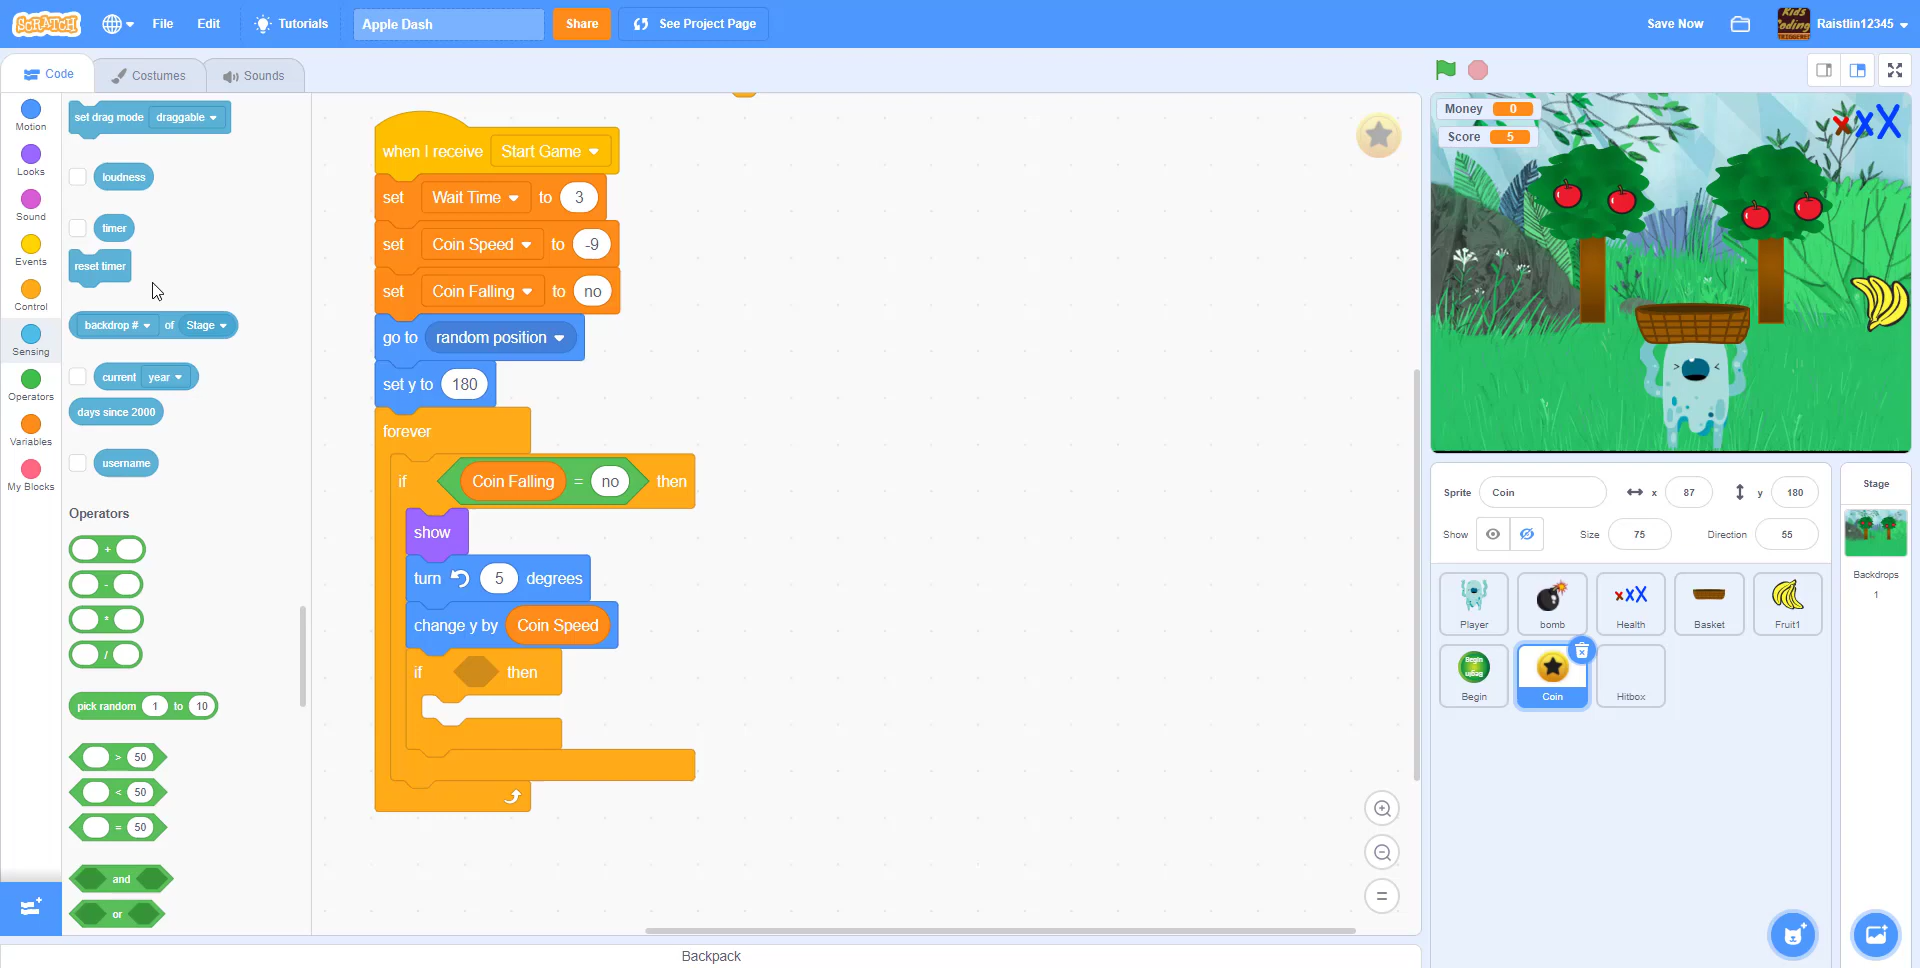 SCRATCH
File
Edit
Tutorials
Apple Dash
Share
See Project Page
Save Now
Raistlin12345
Code
Costumes
Sounds
Motion
Looks
Sound
Events
Control
Sensing
Operators
Variables
My Blocks
set drag mode draggable
loudness
timer
reset timer
backdrop # of Stage
current year
days since 2000
username
Operators
+
-
*
/
pick random 1 to 10
> 50
< 50
= 50
and
or
when I receive Start Game
set Wait Time to 3
set Coin Speed to -9
set Coin Falling to no
go to random position
set y to 180
forever
if Coin Falling = no then
show
turn 5 degrees
change y by Coin Speed
if then
Backpack
Money 0
Score 5
xXX
Sprite Coin x 87 y 180
Show Size 75 Direction 55
Player
bomb
Health
Basket
Fruit1
Begin
Coin
Hitbox
Stage
Backdrops
1